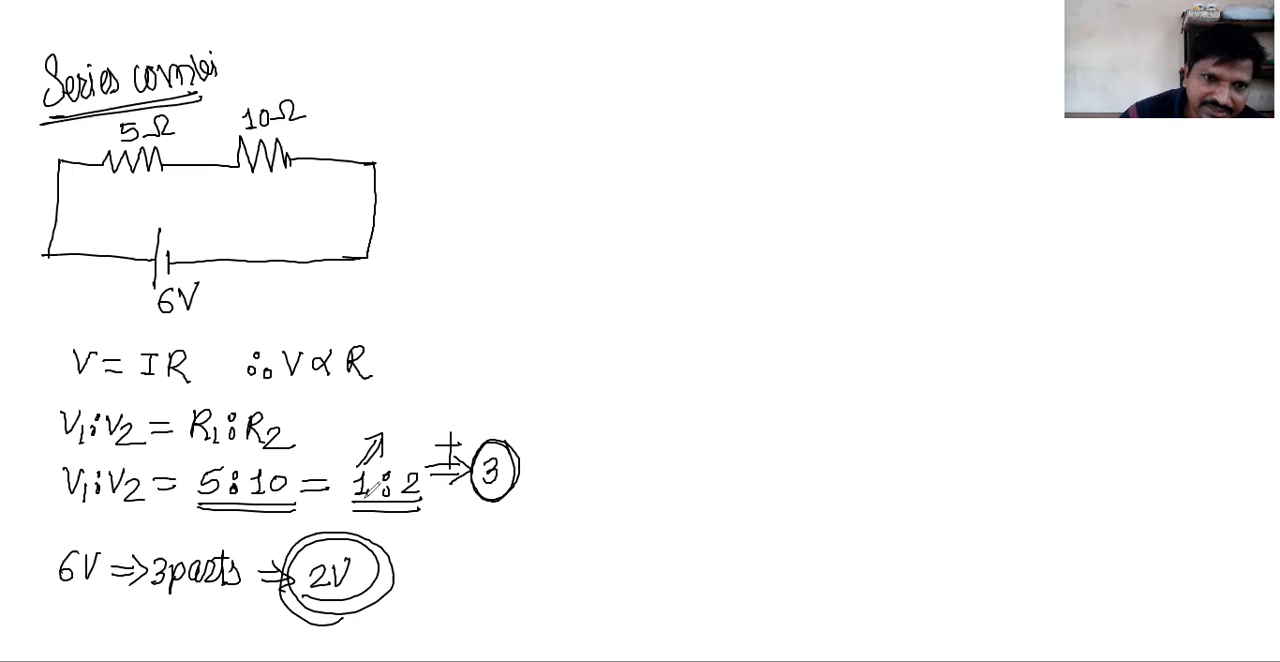 Series combi
5Ω 10Ω
6V
V = IR ∴ V ∝ R
V₁:V₂ = R₁:R₂
V₁:V₂ = 5:10 = 1:2 +⇒ 3
6V ⇒ 3 parts ⇒ 2V